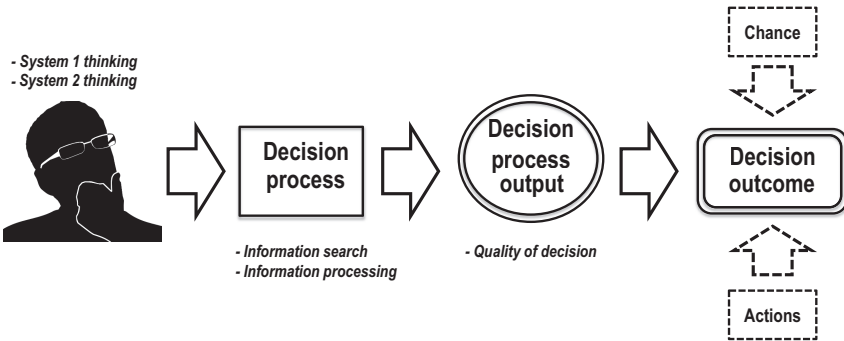 - System 1 thinking
- System 2 thinking
Decision
process
- Information search
- Information processing
Decision
process
output
- Quality of decision
Chance
Decision
outcome
Actions